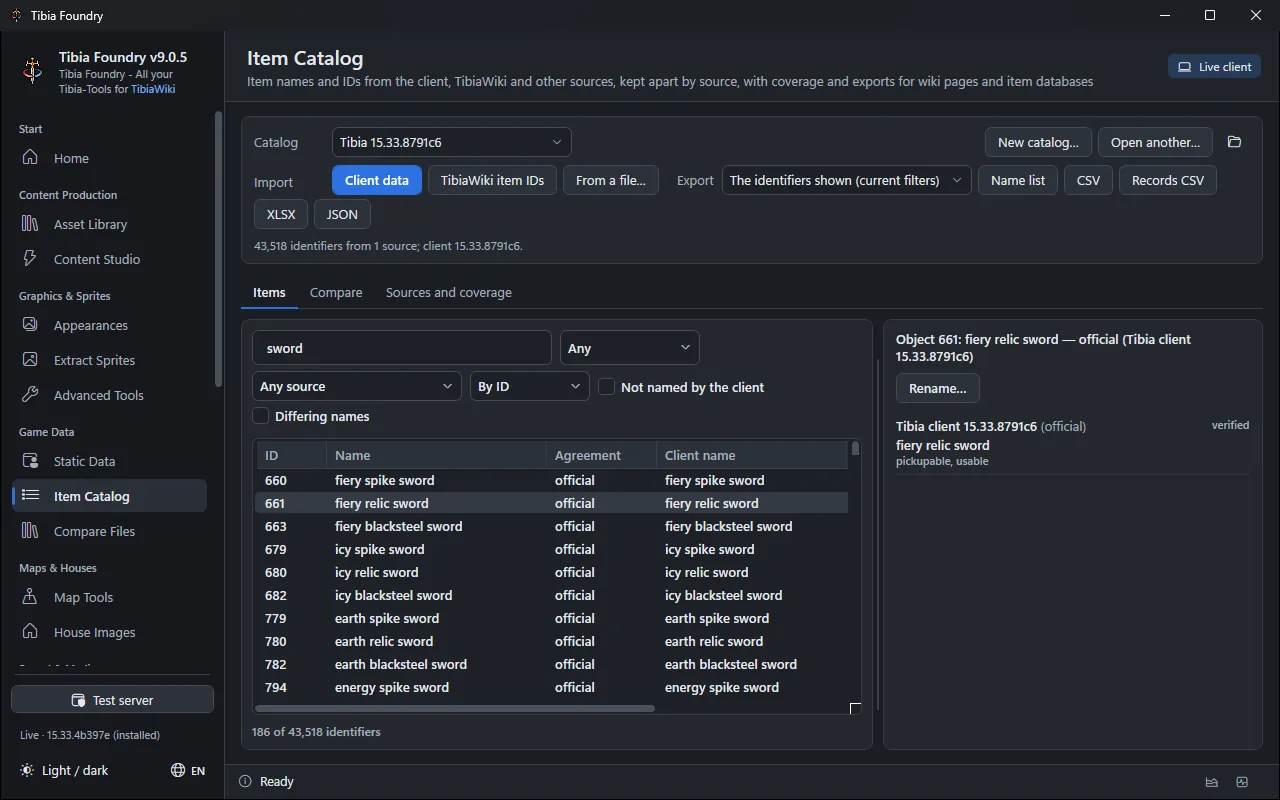 Tibia Foundry
Tibia Foundry v9.0.5
Tibia Foundry - All your
Tibia-Tools for TibiaWiki
Start
Home
Content Production
Asset Library
Content Studio
Graphics & Sprites
Appearances
Extract Sprites
Advanced Tools
Game Data
Static Data
Item Catalog
Compare Files
Maps & Houses
Map Tools
House Images
Test server
Live · 15.33.4b397e (installed)
Light / dark
EN
Item Catalog
Item names and IDs from the client, TibiaWiki and other sources, kept apart by source, with coverage and exports for wiki pages and item databases
Live client
Catalog
Tibia 15.33.8791c6
New catalog...
Open another...
Import
Client data
TibiaWiki item IDs
From a file...
Export
The identifiers shown (current filters)
Name list
CSV
Records CSV
XLSX
JSON
43,518 identifiers from 1 source; client 15.33.8791c6.
Items
Compare
Sources and coverage
sword
Any
Any source
By ID
Not named by the client
Differing names
ID Name Agreement Client name
660 fiery spike sword official fiery spike sword
661 fiery relic sword official fiery relic sword
663 fiery blacksteel sword official fiery blacksteel sword
679 icy spike sword official icy spike sword
680 icy relic sword official icy relic sword
682 icy blacksteel sword official icy blacksteel sword
779 earth spike sword official earth spike sword
780 earth relic sword official earth relic sword
782 earth blacksteel sword official earth blacksteel sword
794 energy spike sword official energy spike sword
186 of 43,518 identifiers
Object 661: fiery relic sword — official (Tibia client
15.33.8791c6)
Rename...
Tibia client 15.33.8791c6 (official) verified
fiery relic sword
pickupable, usable
Ready